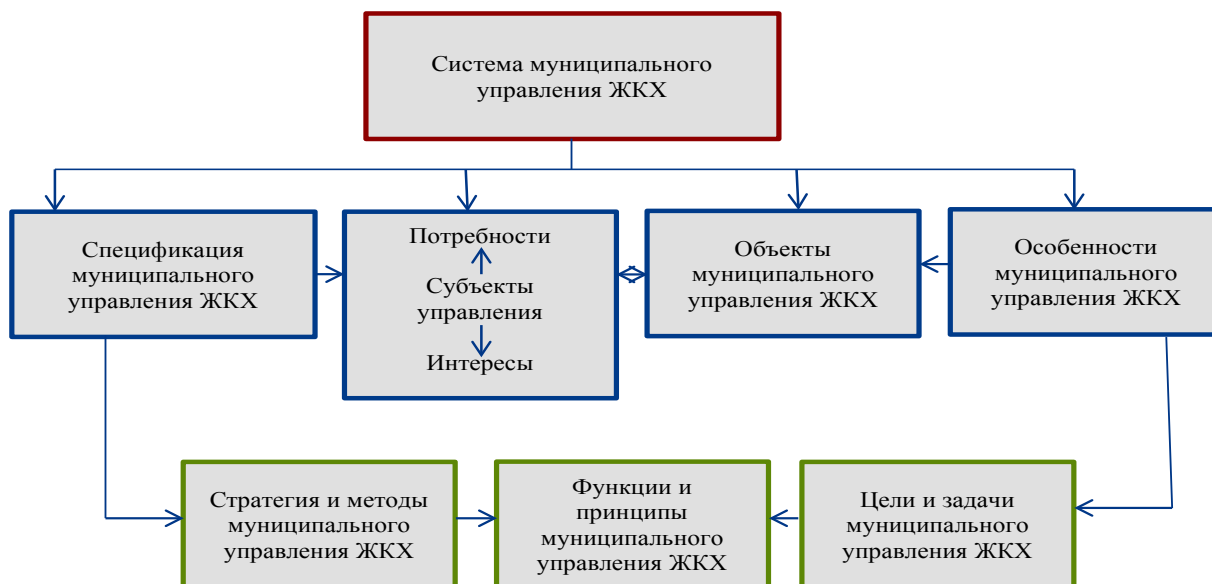 Система муниципального
управления ЖКХ
Спецификация
муниципального
управления ЖКХ
Потребности
Субъекты
управления
Интересы
Объекты
муниципального
управления ЖКХ
Особенности
муниципального
управления ЖКХ
Стратегия и методы
муниципального
управления ЖКХ
Функции и
принципы
муниципального
управления ЖКХ
Цели и задачи
муниципального
управления ЖКХ